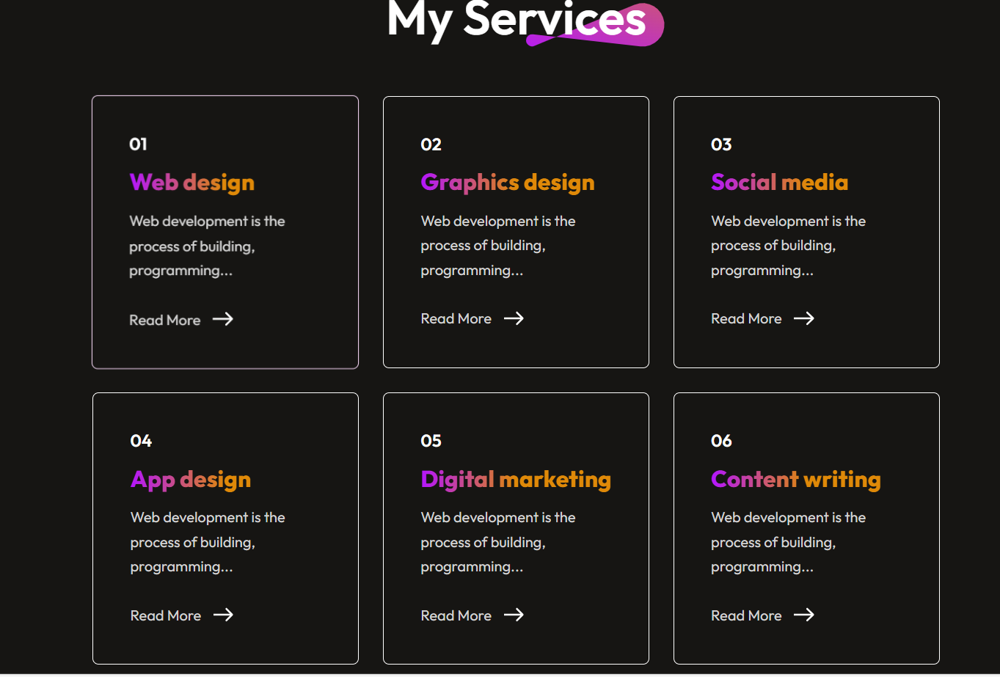 My Services
01
Web design
Web development is the
process of building,
programming...
Read More
02
Graphics design
Web development is the
process of building,
programming...
Read More
03
Social media
Web development is the
process of building,
programming...
Read More
04
App design
Web development is the
process of building,
programming...
Read More
05
Digital marketing
Web development is the
process of building,
programming...
Read More
06
Content writing
Web development is the
process of building,
programming...
Read More